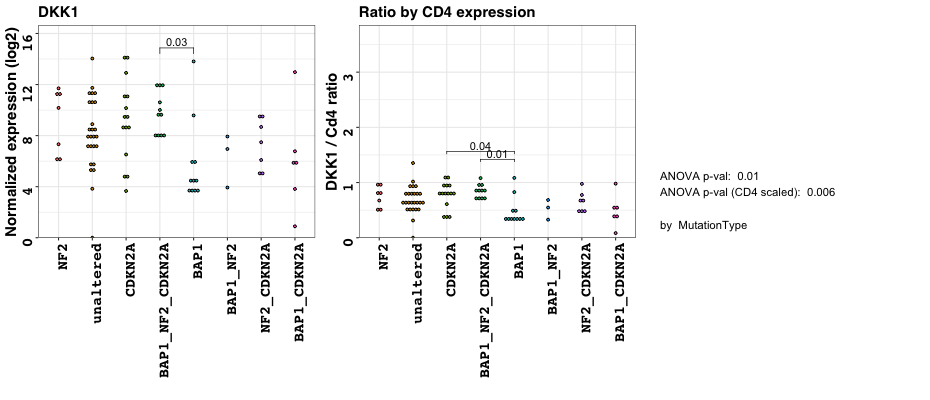 DKK1
Normalized expression (log2)
0
4
8
12
16
0.03
NF2
unaltered
CDKN2A
BAP1_NF2_CDKN2A
BAP1
BAP1_NF2
NF2_CDKN2A
BAP1_CDKN2A
Ratio by CD4 expression
DKK1 / Cd4 ratio
0
1
2
3
0.04
0.01
NF2
unaltered
CDKN2A
BAP1_NF2_CDKN2A
BAP1
BAP1_NF2
NF2_CDKN2A
BAP1_CDKN2A
ANOVA p-val: 0.01
ANOVA p-val (CD4 scaled): 0.006
by MutationType